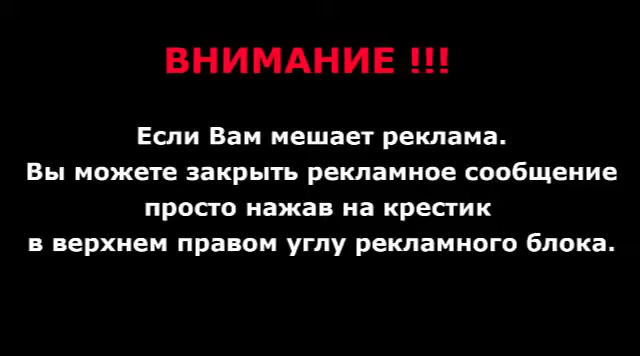 ВНИМАНИЕ !!!
Если Вам мешает реклама.
Вы можете закрыть рекламное сообщение
просто нажав на крестик
в верхнем правом углу рекламного блока.